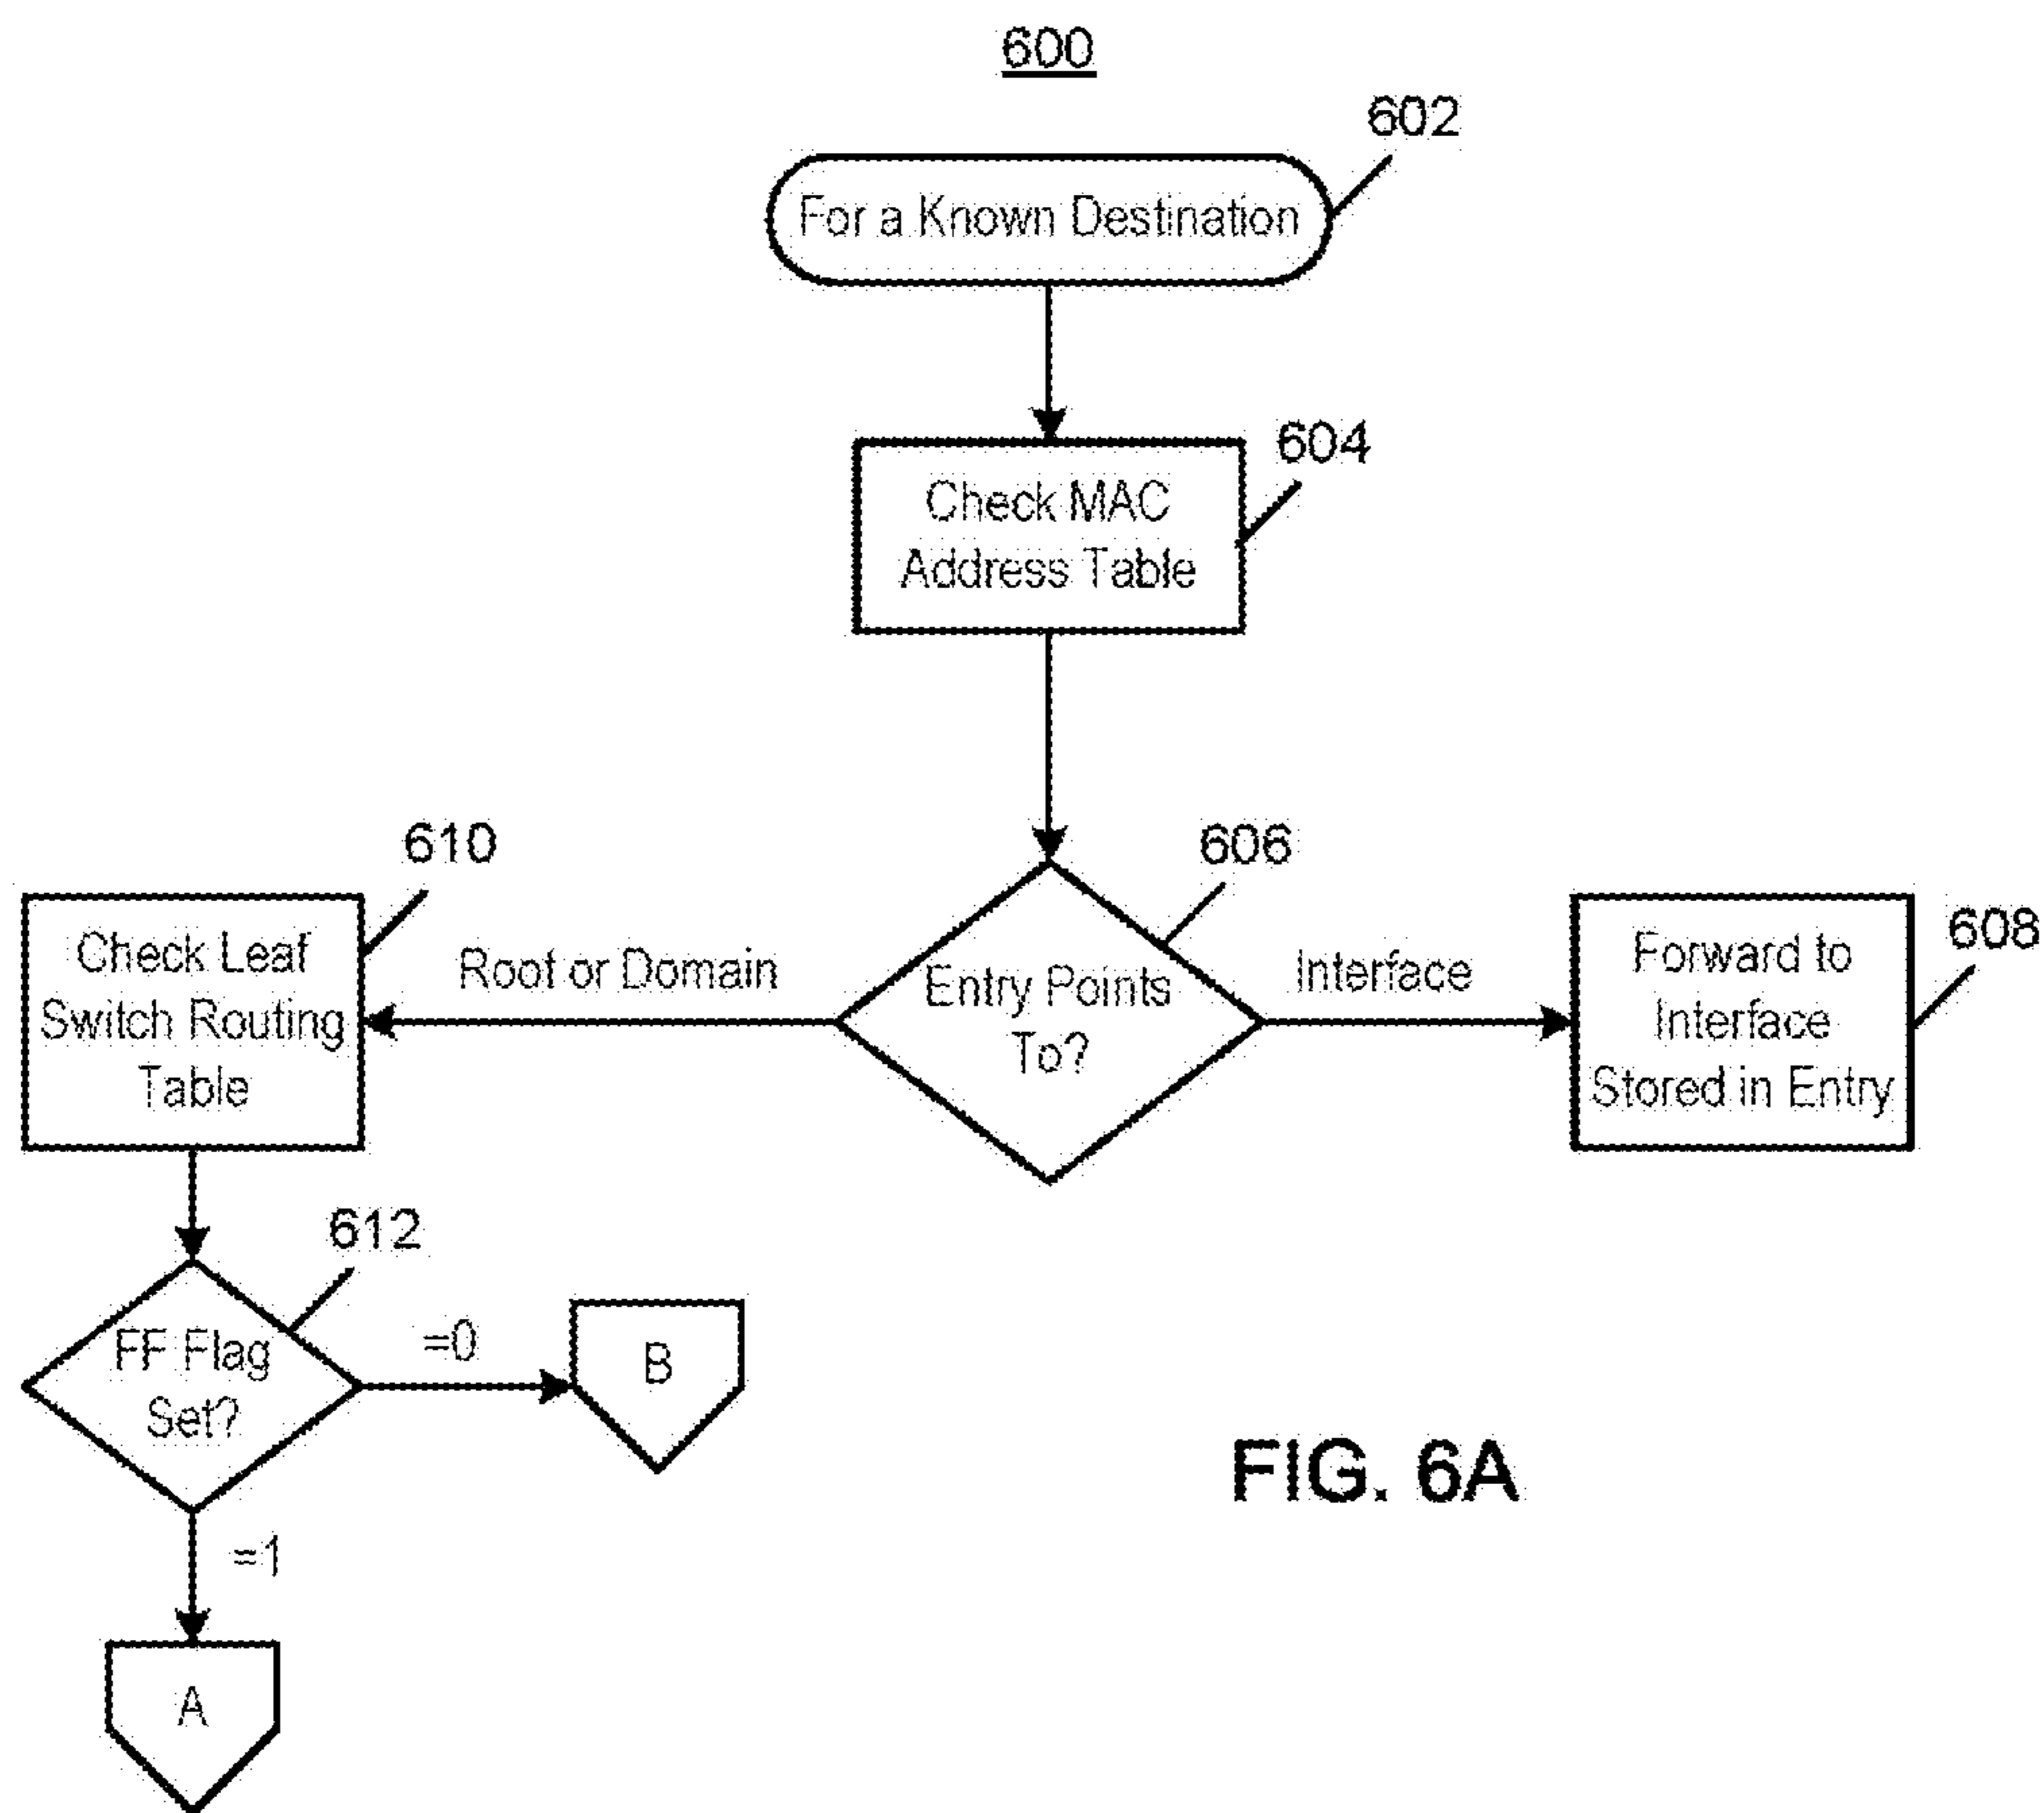 600
602
For a Known Destination
604
Check MAC
Address Table
610
606
608
Check Leaf
Switch Routing
Table
Root or Domain
Entry Points
To?
Interface
Forward to
Interface
Stored in Entry
612
FF Flag
Set?
=0
B
=1
A
FIG. 6A